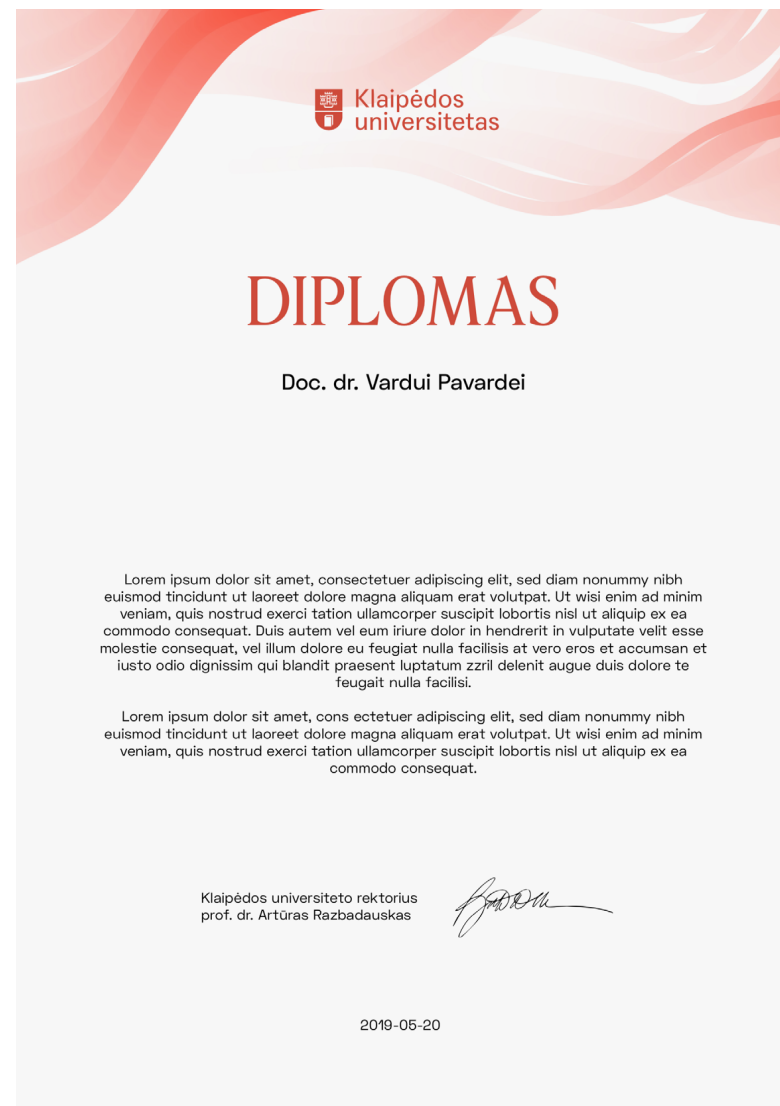 Klaipėdos
universitetas
DIPLOMAS
Doc. dr. Vardui Pavardei
Lorem ipsum dolor sit amet, consectetuer adipiscing elit, sed diam nonummy nibh
euismod tincidunt ut laoreet dolore magna aliquam erat volutpat. Ut wisi enim ad minim
veniam, quis nostrud exerci tation ullamcorper suscipit lobortis nisl ut aliquip ex ea
commodo consequat. Duis autem vel eum iriure dolor in hendrerit in vulputate velit esse
molestie consequat, vel illum dolore eu feugiat nulla facilisis at vero eros et accumsan et
iusto odio dignissim qui blandit praesent luptatum zzril delenit augue duis dolore te
feugait nulla facilisi.
Lorem ipsum dolor sit amet, cons ectetuer adipiscing elit, sed diam nonummy nibh
euismod tincidunt ut laoreet dolore magna aliquam erat volutpat. Ut wisi enim ad minim
veniam, quis nostrud exerci tation ullamcorper suscipit lobortis nisl ut aliquip ex ea
commodo consequat.
Klaipėdos universiteto rektorius
prof. dr. Artūras Razbadauskas
2019-05-20